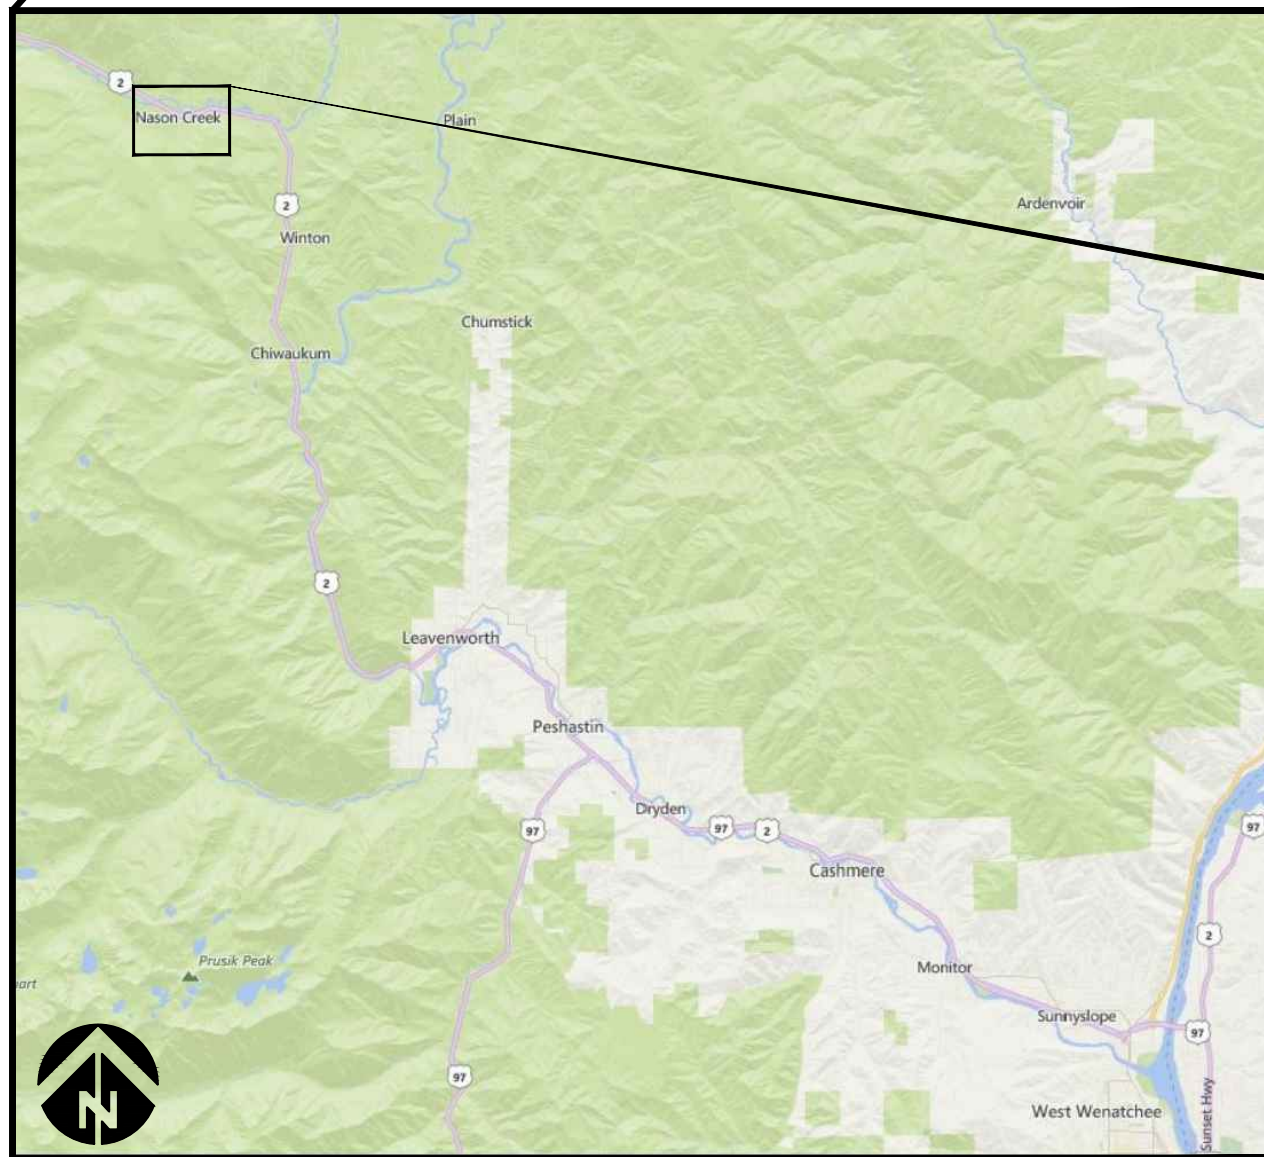 2
Nason Creek
Plain
Ardenvoir
2
Winton
Chumstick
Chiwaukum
2
Leavenworth
Peshastin
Dryden
97
97
2
97
Cashmere
2
Prusik Peak
Monitor
art
Sunnyslope
97
97
N
West Wenatchee
Sunset Hwy